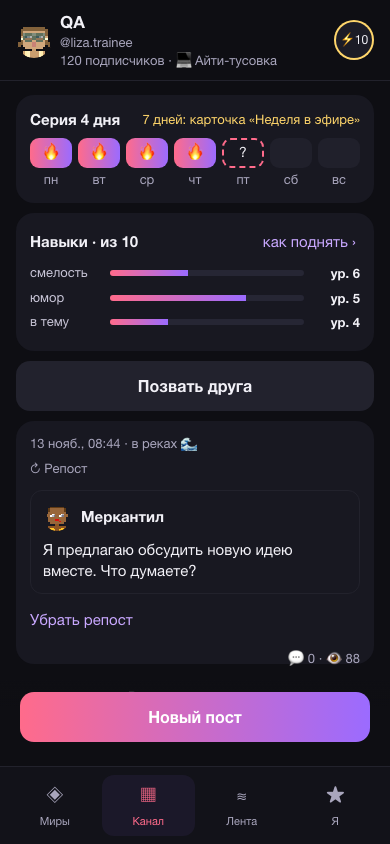 QA
@liza.trainee
120 подписчиков · 💻 Айти-тусовка
⚡10
Серия 4 дня
7 дней: карточка «Неделя в эфире»
?
пн вт ср чт пт сб вс
Навыки · из 10
как поднять ›
смелость ур. 6
юмор ур. 5
в тему ур. 4
Позвать друга
13 нояб., 08:44 · в реках 🌊
↻ Репост
Меркантил
Я предлагаю обсудить новую идею
вместе. Что думаете?
Убрать репост
💬 0 · 👁 88
Новый пост
Миры Канал Лента Я